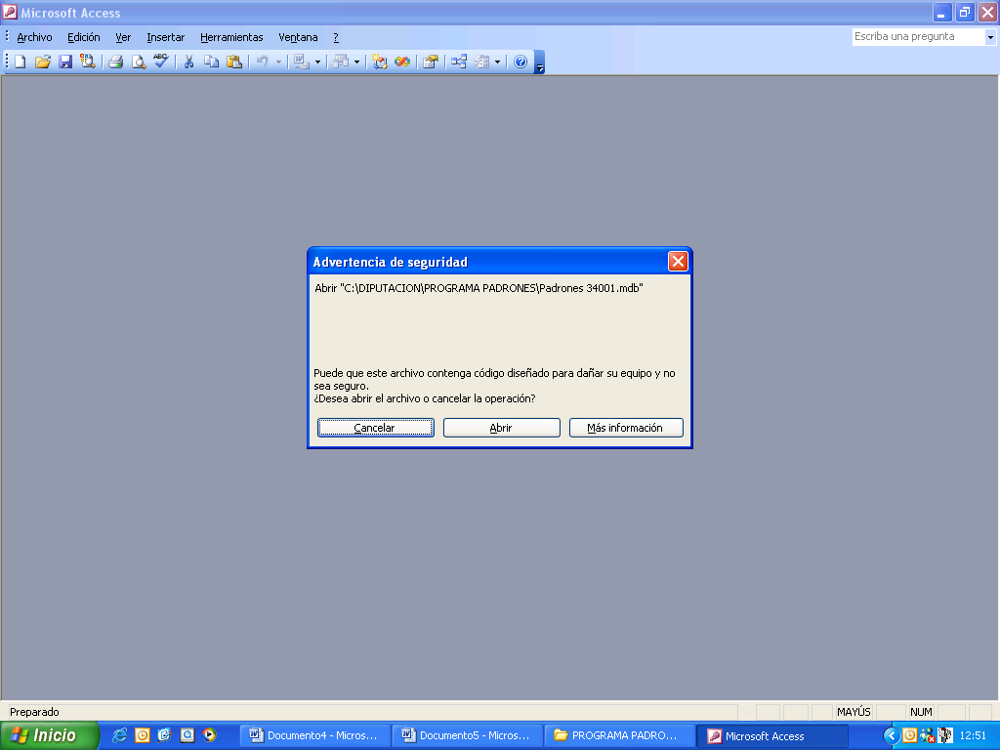 Microsoft Access
Archivo Edición Ver Insertar Herramientas Ventana ? Escriba una pregunta
Advertencia de seguridad
Abrir "C:\DIPUTACION\PROGRAMA PADRONES\Padrones 34001.mdb"
Puede que este archivo contenga código diseñado para dañar su equipo y no
sea seguro.
¿Desea abrir el archivo o cancelar la operación?
Cancelar Abrir Más información
Preparado MAYÚS NUM
Inicio Documento4 - Micros... Documento5 - Micros... PROGRAMA PADRO... Microsoft Access 12:51